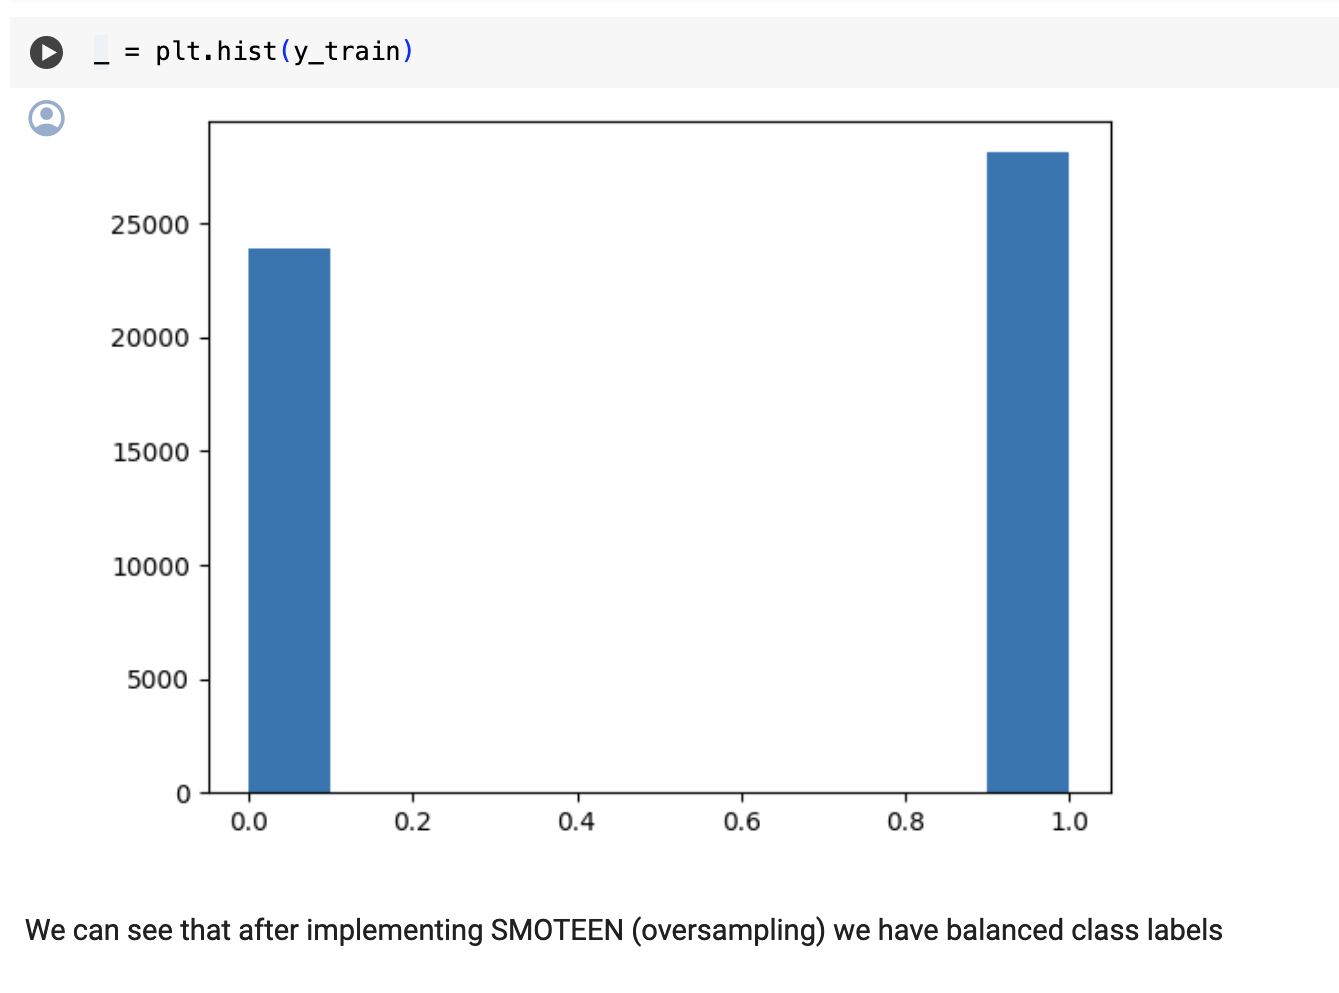 _ = plt.hist(y_train)
25000
20000
15000
10000
5000
0
0.0 0.2 0.4 0.6 0.8 1.0
We can see that after implementing SMOTEEN (oversampling) we have balanced class labels